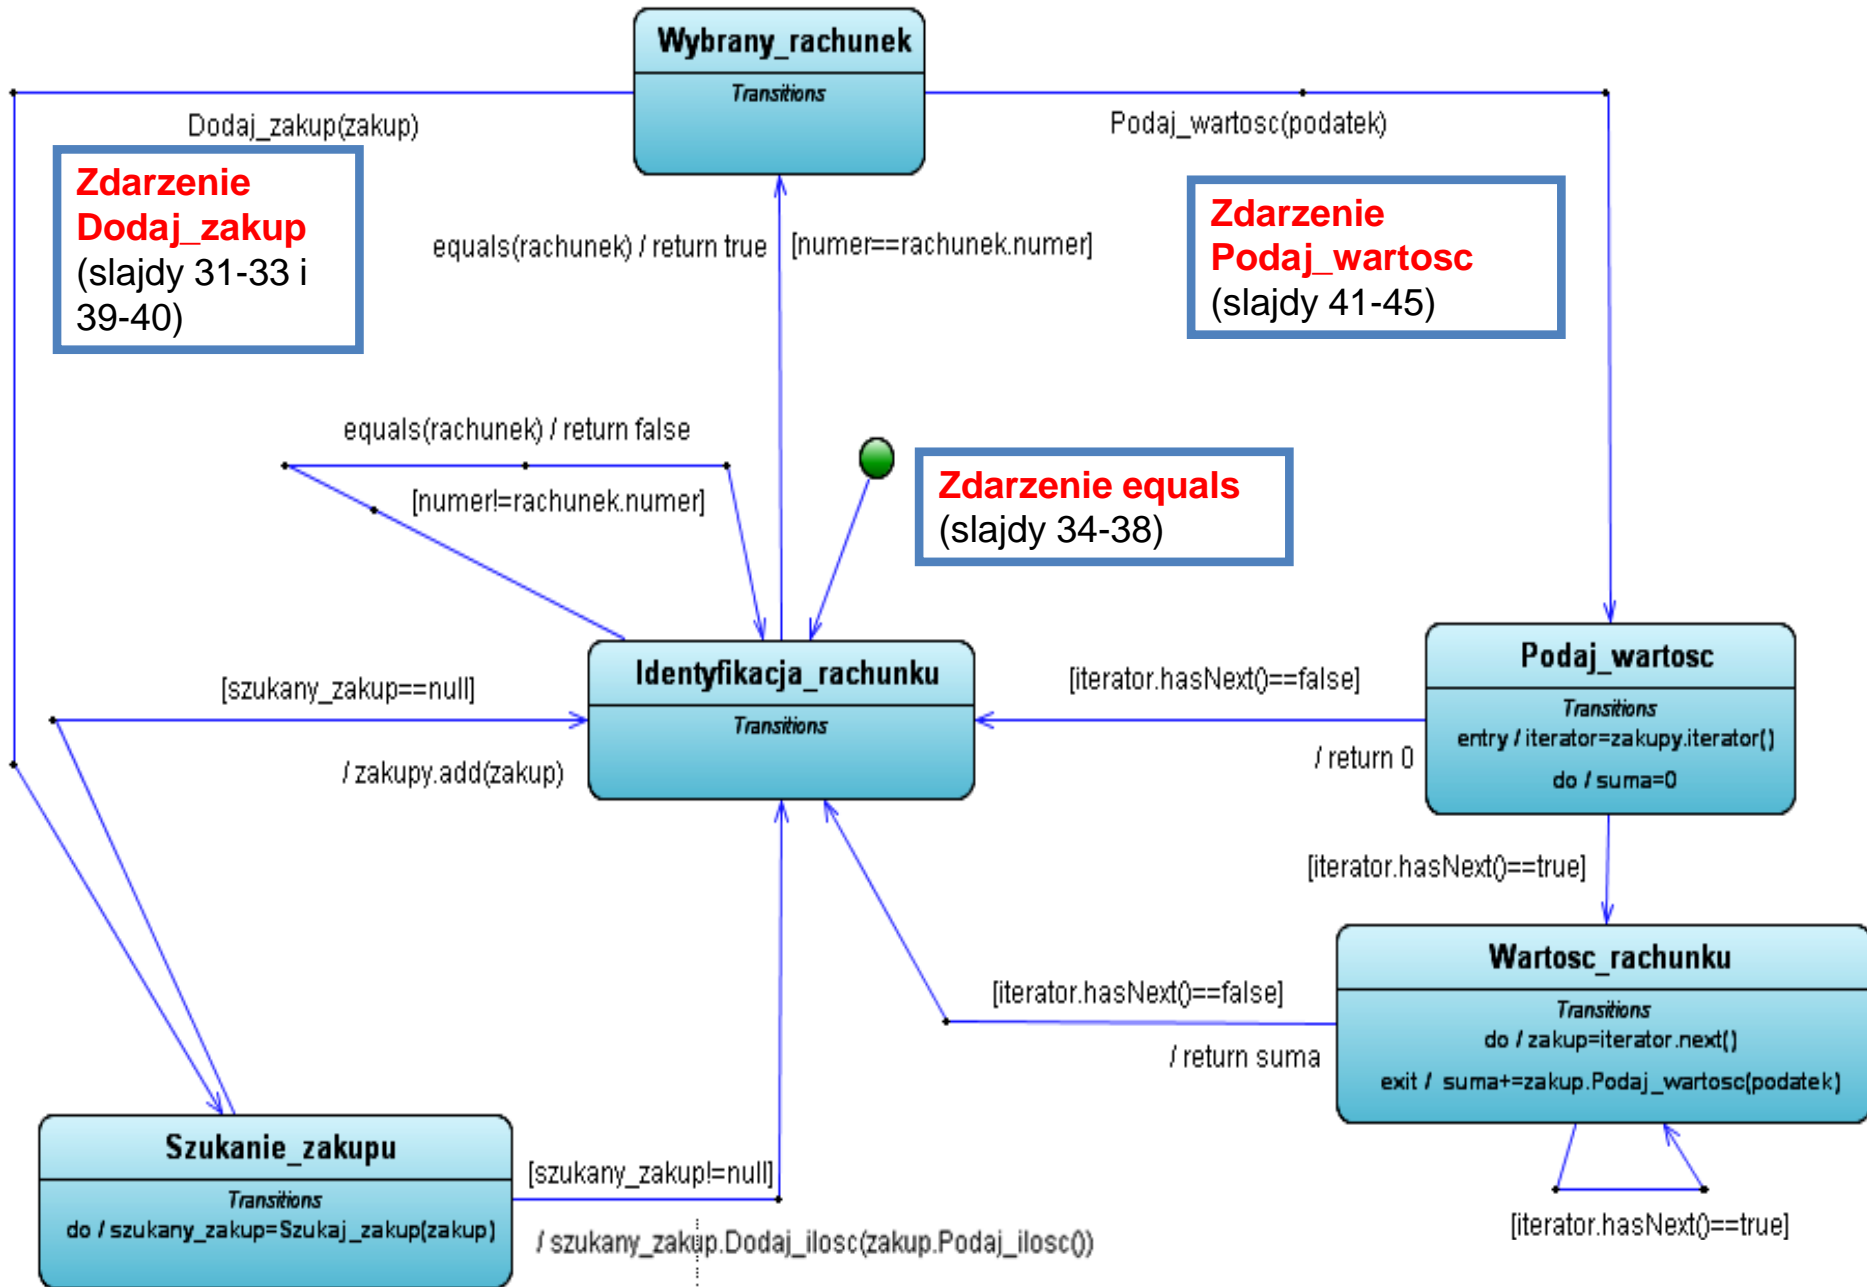 Wybrany_rachunek
Transitions
Dodaj_zakup(zakup)
Podaj_wartosc(podatek)
Zdarzenie
Dodaj_zakup
(slajdy 31-33 i
39-40)
Zdarzenie
Podaj_wartosc
(slajdy 41-45)
equals(rachunek) / return true
[numer==rachunek.numer]
equals(rachunek) / return false
[numer!=rachunek.numer]
Zdarzenie equals
(slajdy 34-38)
Identyfikacja_rachunku
Transitions
[szukany_zakup==null]
/ zakupy.add(zakup)
[iterator.hasNext()==false]
/ return 0
Podaj_wartosc
Transitions
entry / iterator=zakupy.iterator()
do / suma=0
[iterator.hasNext()==true]
Wartosc_rachunku
Transitions
do / zakup=iterator.next()
exit / suma+=zakup.Podaj_wartosc(podatek)
[iterator.hasNext()==false]
/ return suma
[iterator.hasNext()==true]
Szukanie_zakupu
Transitions
do / szukany_zakup=Szukaj_zakup(zakup)
[szukany_zakup!=null]
/ szukany_zakup.Dodaj_ilosc(zakup.Podaj_ilosc())